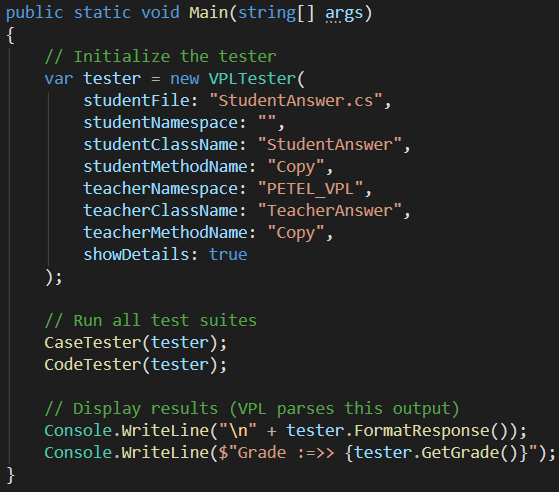 public static void Main(string[] args)
{
    // Initialize the tester
    var tester = new VPLTester(
        studentFile: "StudentAnswer.cs",
        studentNamespace: "",
        studentClassName: "StudentAnswer",
        studentMethodName: "Copy",
        teacherNamespace: "PETEL_VPL",
        teacherClassName: "TeacherAnswer",
        teacherMethodName: "Copy",
        showDetails: true
    );

    // Run all test suites
    CaseTester(tester);
    CodeTester(tester);

    // Display results (VPL parses this output)
    Console.WriteLine("\n" + tester.FormatResponse());
    Console.WriteLine($"Grade :=>> {tester.GetGrade()}");
}